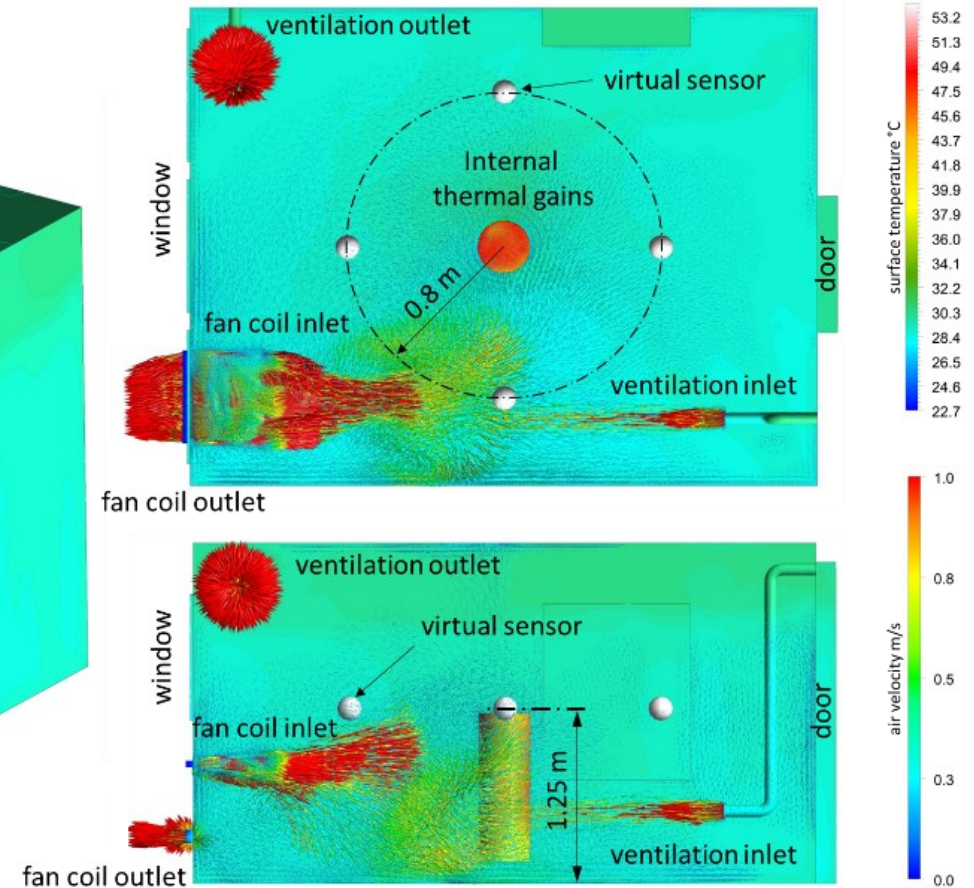 ventilation outlet
virtual sensor
Internal
thermal gains
window
door
0.8 m
fan coil inlet
ventilation inlet
fan coil outlet
53.2
51.3
49.4
47.5
45.6
43.7
41.8
39.9
38.9
36.0
34.1
32.2
30.3
28.4
26.5
24.6
22.7
surface temperature °C
ventilation outlet
virtual sensor
window
fan coil inlet
door
1.25 m
ventilation inlet
fan coil outlet
1.0
0.8
0.5
0.3
0.0
air velocity m/s